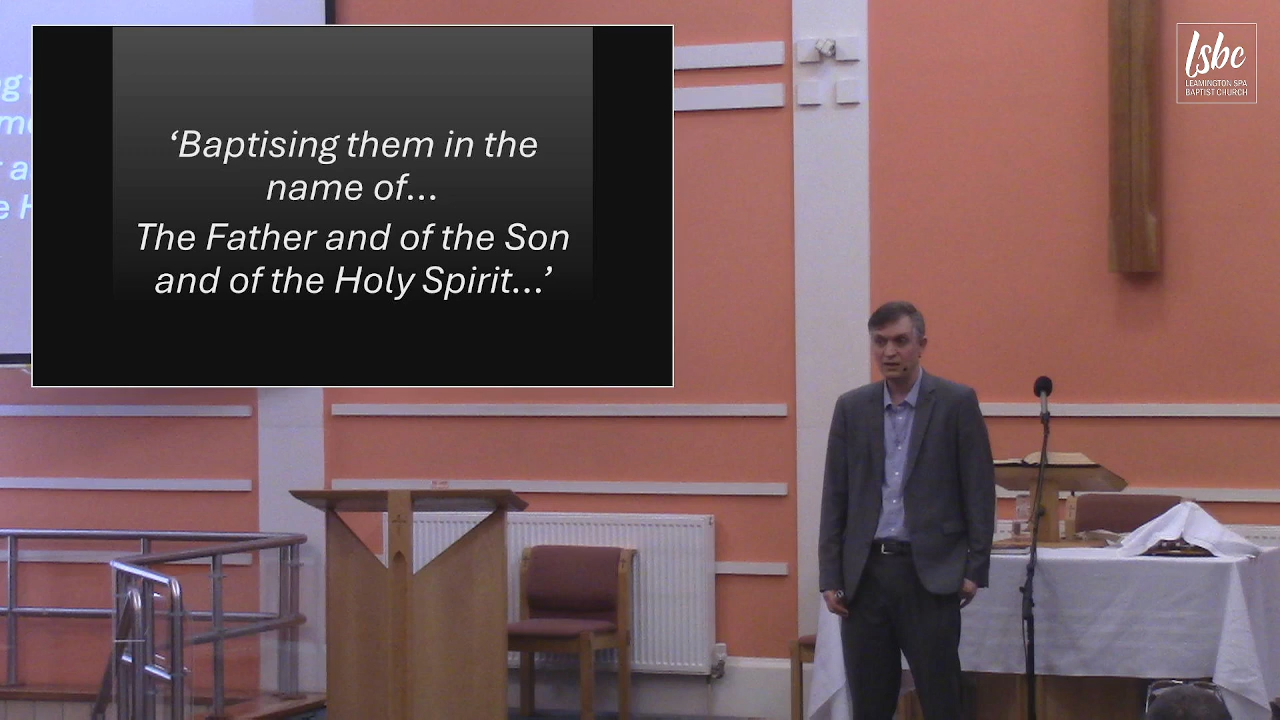 ‘Baptising them in the
name of...
The Father and of the Son
and of the Holy Spirit...’
lsbc
LEAMINGTON SPA
BAPTIST CHURCH